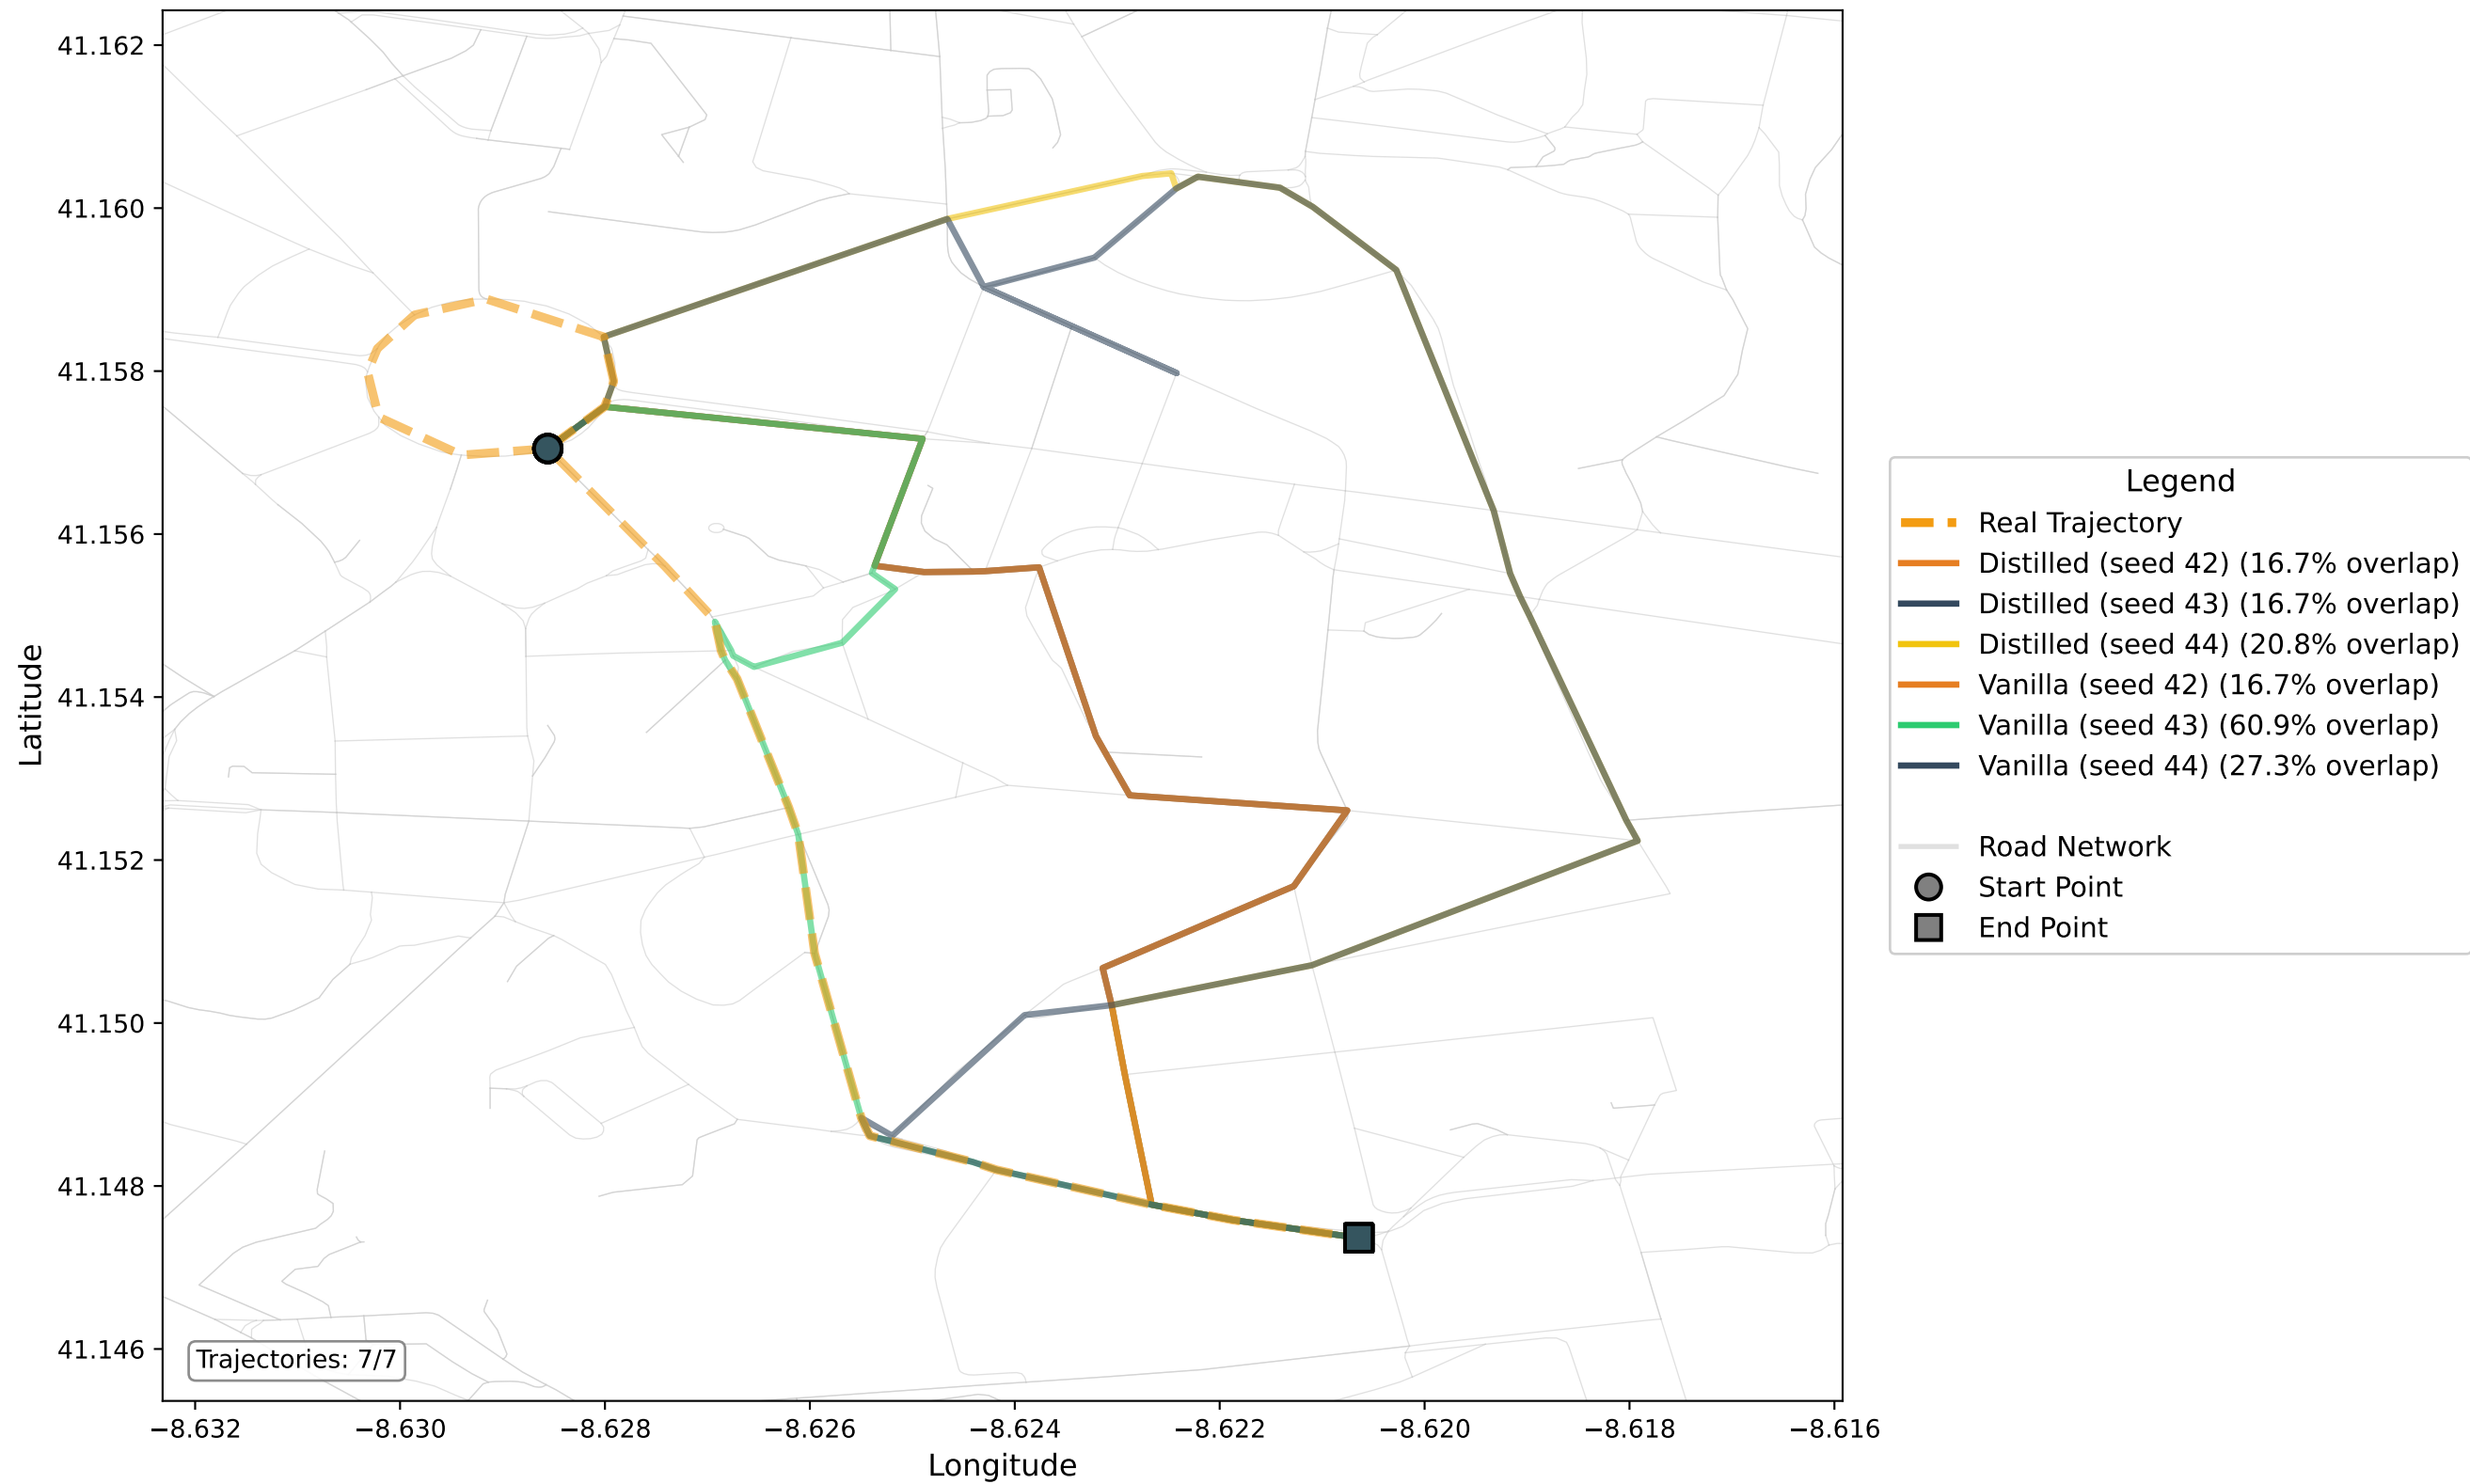 41.162
41.160
41.158
41.156
41.154
41.152
41.150
41.148
41.146
Latitude
−8.632
−8.630
−8.628
−8.626
−8.624
−8.622
−8.620
−8.618
−8.616
Longitude
Trajectories: 7/7
Legend
Real Trajectory
Distilled (seed 42) (16.7% overlap)
Distilled (seed 43) (16.7% overlap)
Distilled (seed 44) (20.8% overlap)
Vanilla (seed 42) (16.7% overlap)
Vanilla (seed 43) (60.9% overlap)
Vanilla (seed 44) (27.3% overlap)
Road Network
Start Point
End Point